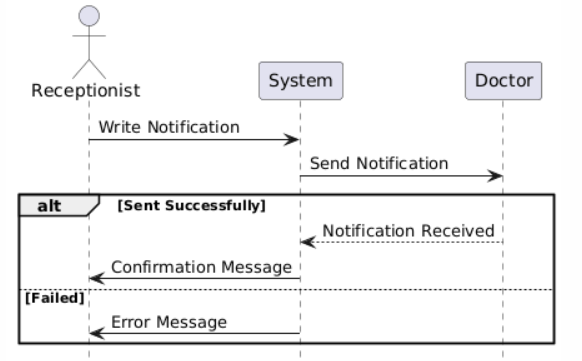 Receptionist
System
Doctor
Write Notification
Send Notification
alt
[Sent Successfully]
Notification Received
Confirmation Message
[Failed]
Error Message